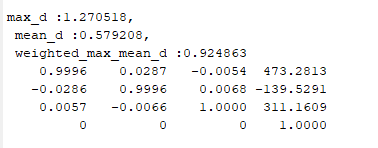 max_d :1.270518,
mean_d :0.579208,
weighted_max_mean_d :0.924863
0.9996 0.0287 -0.0054 473.2813
-0.0286 0.9996 0.0068 -139.5291
0.0057 -0.0066 1.0000 311.1609
0 0 0 1.0000